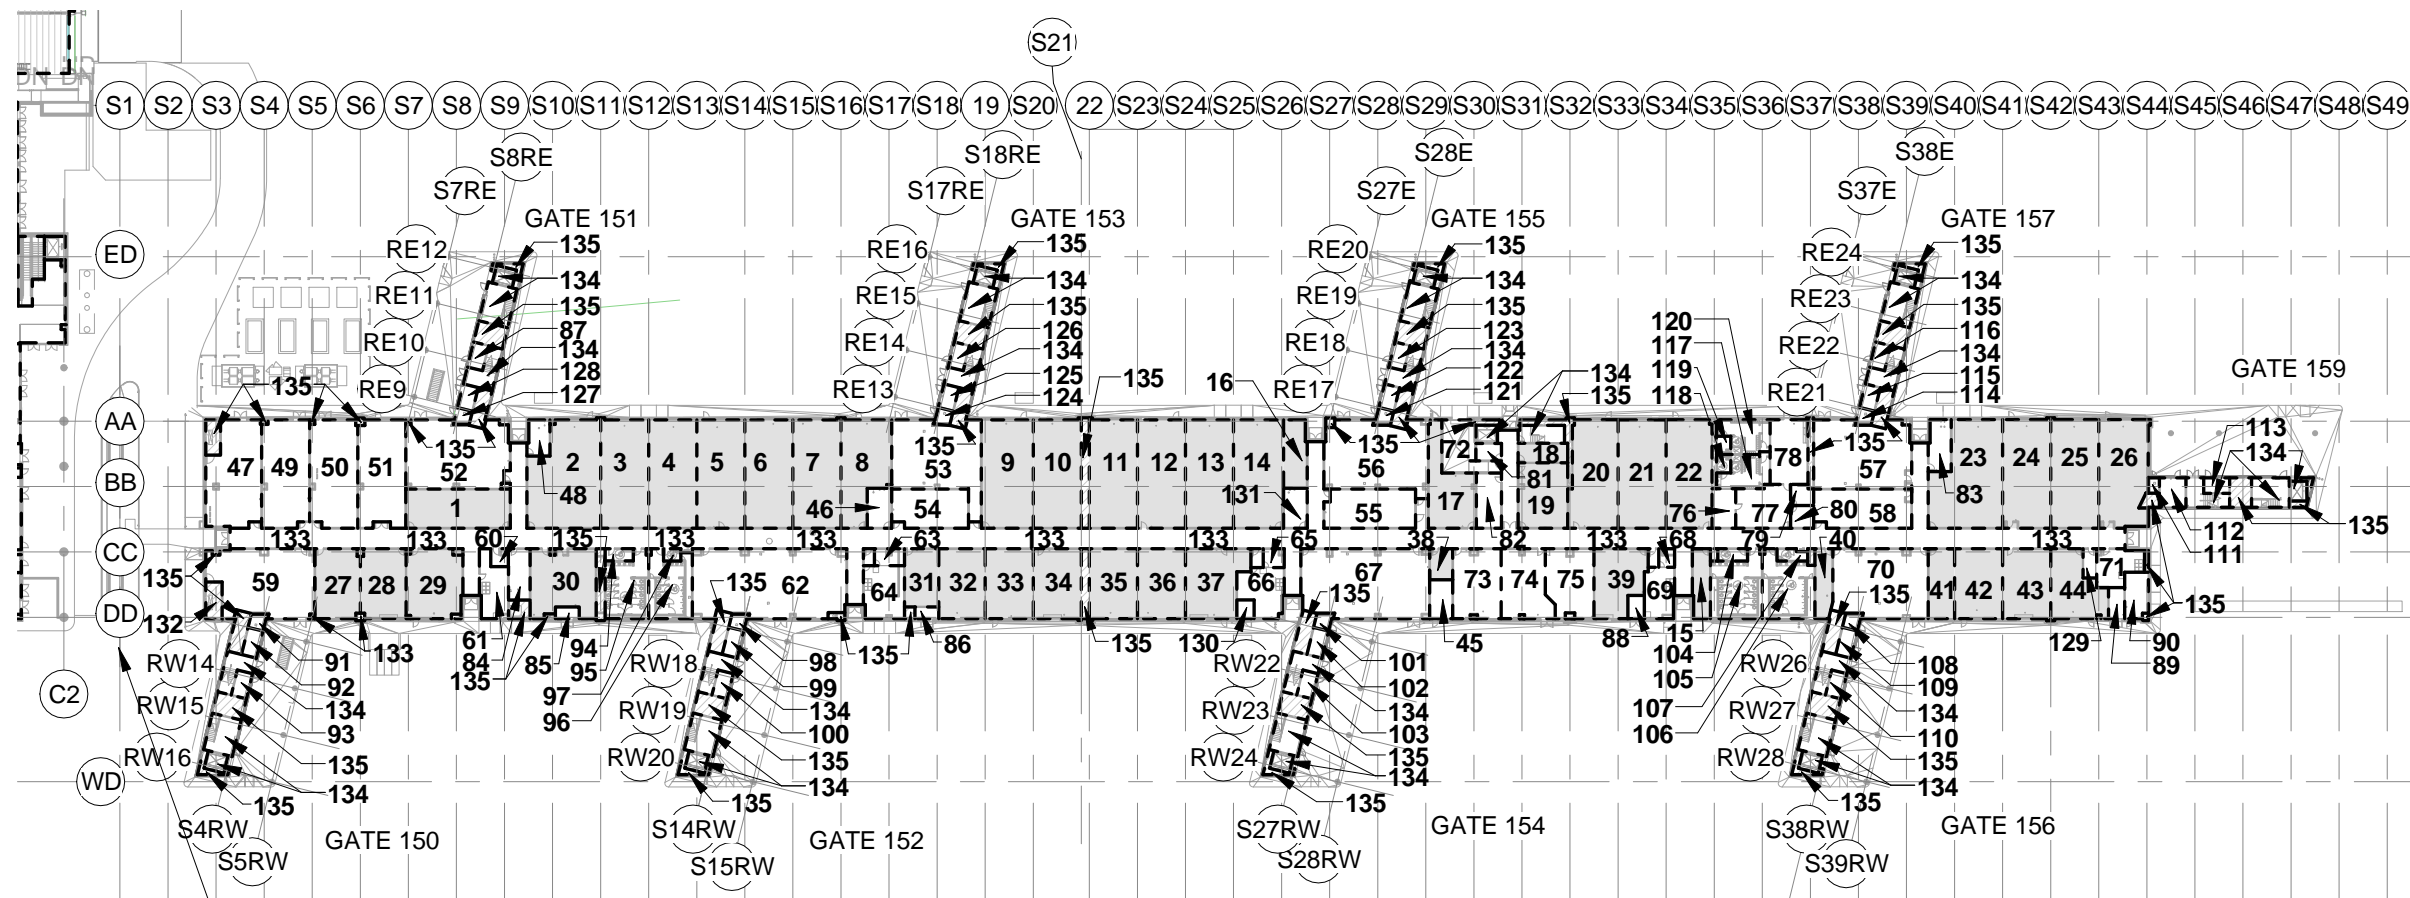 S21
S1 S2 S3 S4 S5 S6 S7 S8 S9 S10 S11 S12 S13 S14 S15 S16 S17 S18 19 S20 22 S23 S24 S25 S26 S27 S28 S29 S30 S31 S32 S33 S34 S35 S36 S37 S38 S39 S40 S41 S42 S43 S44 S45 S46 S47 S48 S49
S8RE S18RE S28E S38E
S7RE S17RE S27E S37E
GATE 151 GATE 153 GATE 155 GATE 157
ED RE12 135 RE16 135 RE20 135 RE24 135
134 134 134 134
RE11 135 RE15 135 RE19 135 RE23 135
87 126 123 120 116
RE10 134 RE14 134 RE18 134 117 RE22 134
128 125 122 119 115
GATE 159
135 RE9 127 RE13 124 135 16 RE17 121 134 135 118 RE21 114
AA
135 135 135 72 18 135 113
47 49 50 51 52 2 3 4 5 6 7 8 53 9 10 11 12 13 14 56 81 20 21 22 78 57 23 24 25 26 134
BB
1 48 46 54 131 55 17 19 76 77 80 58 83 112 135
111
CC
133 133 60 135 133 133 63 133 133 65 38 82 133 68 79 40 133
135 59 27 28 29 30 135 62 64 31 32 33 34 35 36 37 66 67 73 74 75 39 69 70 41 42 43 44 71
135 135
DD
132 133 61 94 135 86 135 130 45 88 15 129 90 135
84 85 95 104 89
135 97 105
96 107
106
RW14 91 RW18 98 RW22 101 RW26 108
92 99 102 109
C2
RW15 134 RW19 134 RW23 134 RW27 134
93 100 103 110
RW16 135 RW20 135 RW24 135 RW28 135
WD
134 134 134 134
135 135 135 135
S4RW S14RW S27RW S38RW
GATE 150 GATE 152 GATE 154 GATE 156
S5RW S15RW S28RW S39RW